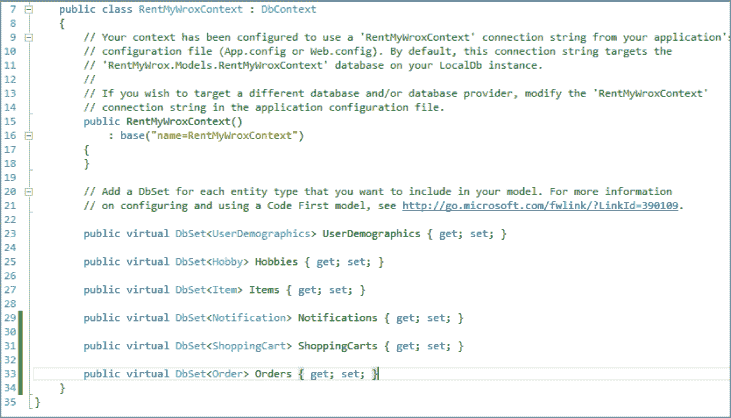 7 public class RentMyWroxContext : DbContext
8 {
9 // Your context has been configured to use a 'RentMyWroxContext' connection string from your application's
10 // configuration file (App.config or Web.config). By default, this connection string targets the
11 // 'RentMyWrox.Models.RentMyWroxContext' database on your LocalDb instance.
12 //
13 // If you wish to target a different database and/or database provider, modify the 'RentMyWroxContext'
14 // connection string in the application configuration file.
15 public RentMyWroxContext()
16 : base("name=RentMyWroxContext")
17 {
18 }
19
20 // Add a DbSet for each entity type that you want to include in your model. For more information
21 // on configuring and using a Code First model, see http://go.microsoft.com/fwlink/?LinkId=390109.
22
23 public virtual DbSet<UserDemographics> UserDemographics { get; set; }
24
25 public virtual DbSet<Hobby> Hobbies { get; set; }
26
27 public virtual DbSet<Item> Items { get; set; }
28
29 public virtual DbSet<Notification> Notifications { get; set; }
30
31 public virtual DbSet<ShoppingCart> ShoppingCarts { get; set; }
32
33 public virtual DbSet<Order> Orders { get; set; }
34 }
35 }